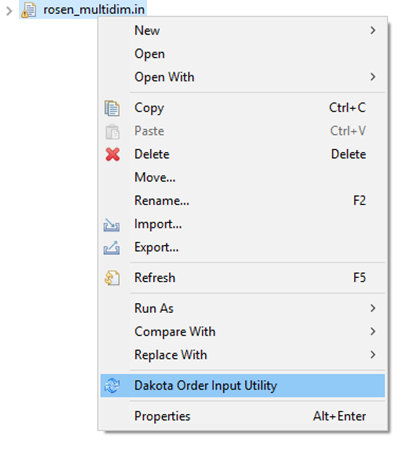 rosen_multidim.in
New
Open
Open With
Copy Ctrl+C
Paste Ctrl+V
Delete Delete
Move...
Rename... F2
Import...
Export...
Refresh F5
Run As
Compare With
Replace With
Dakota Order Input Utility
Properties Alt+Enter